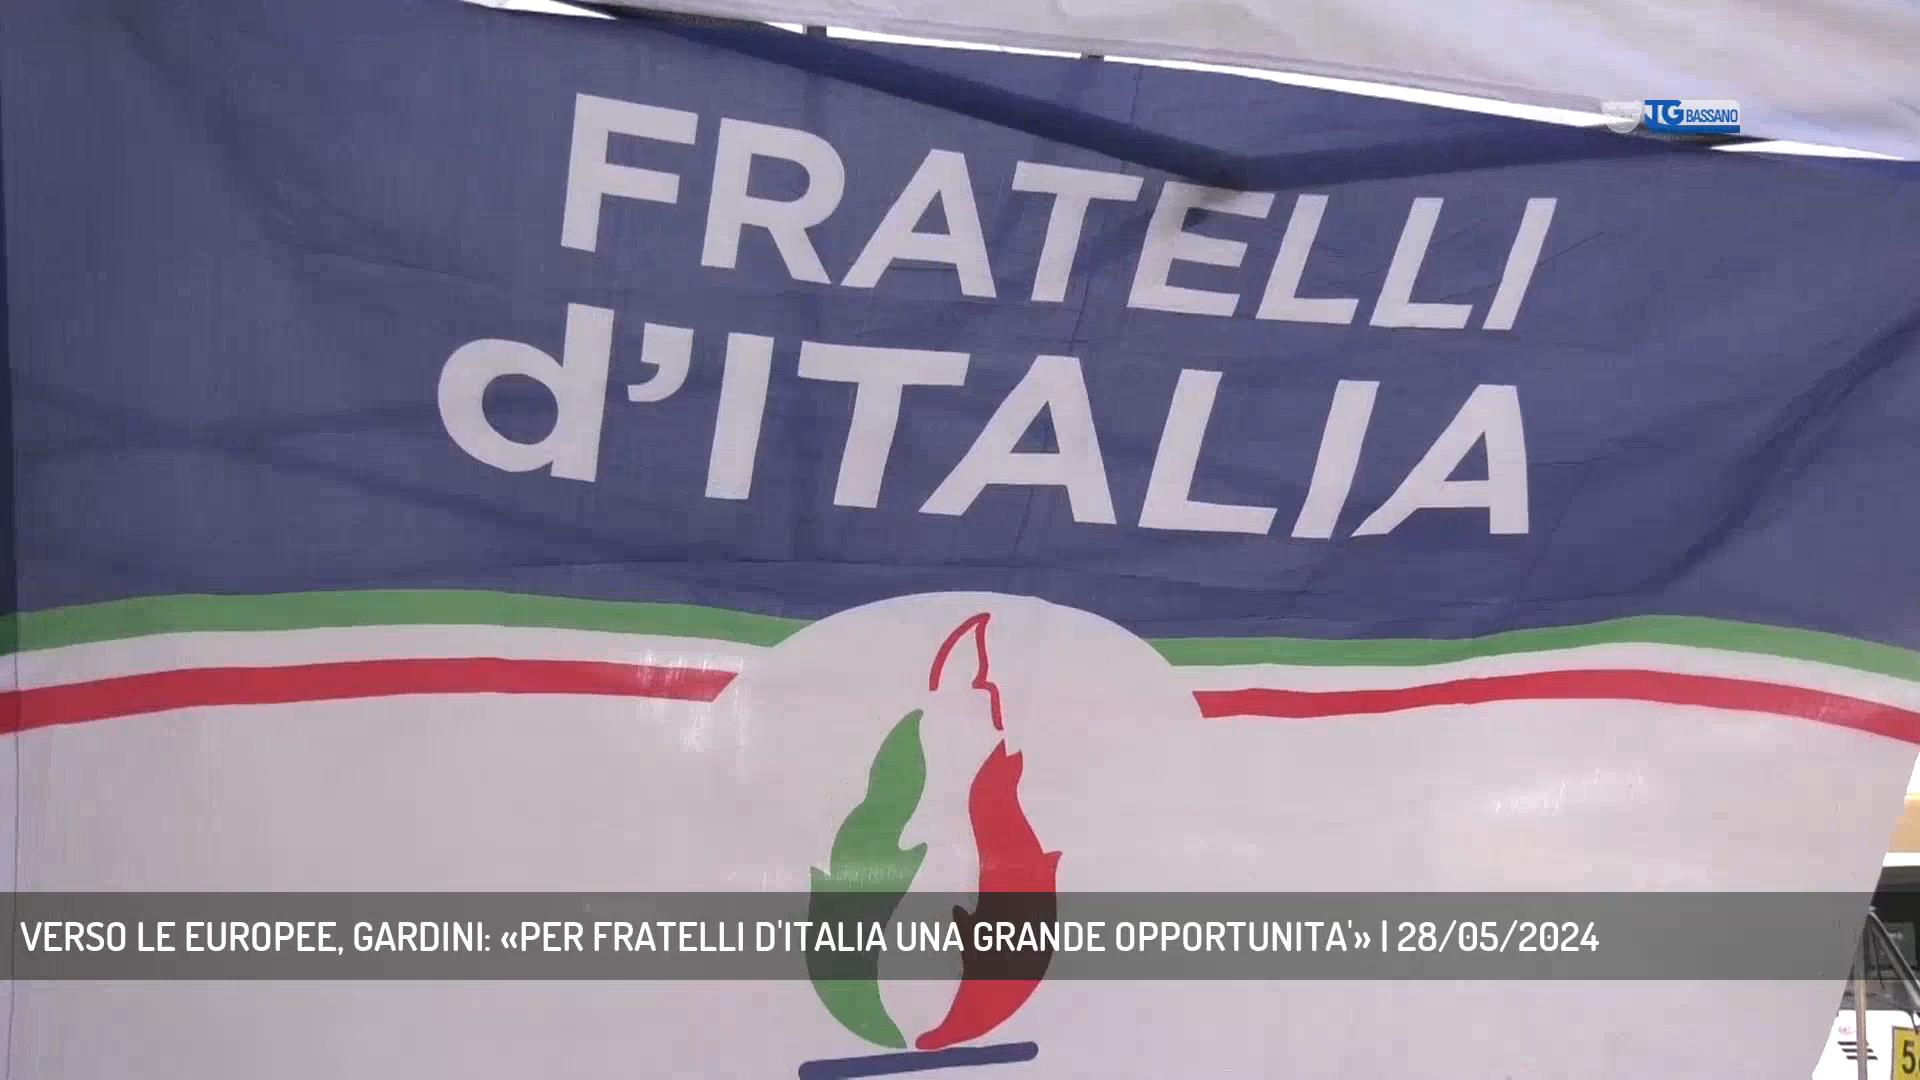 FRATELLI
d'ITALIA
TG BASSANO
VERSO LE EUROPEE, GARDINI: «PER FRATELLI D'ITALIA UNA GRANDE OPPORTUNITA'» | 28/05/2024